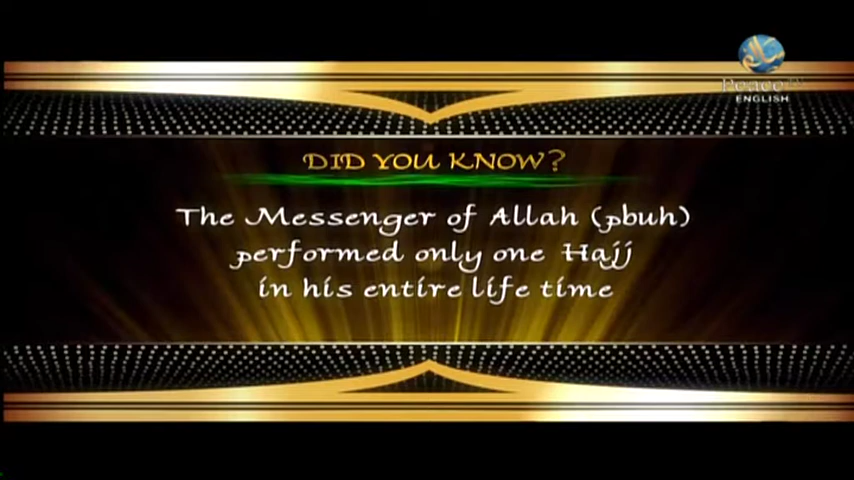 سلام
Peace TV
ENGLISH
DID YOU KNOW?
The Messenger of Allah (pbuh)
performed only one Hajj
in his entire life time